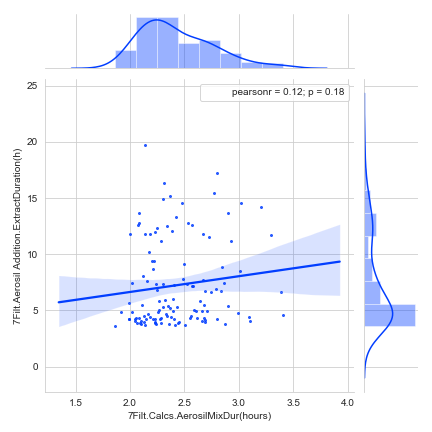 pearsonr = 0.12; p = 0.18
25
20
15
10
5
0
7Filt.Aerosil Addition.ExtractDuration(h)
1.5 2.0 2.5 3.0 3.5 4.0
7Filt.Calcs.AerosilMixDur(hours)